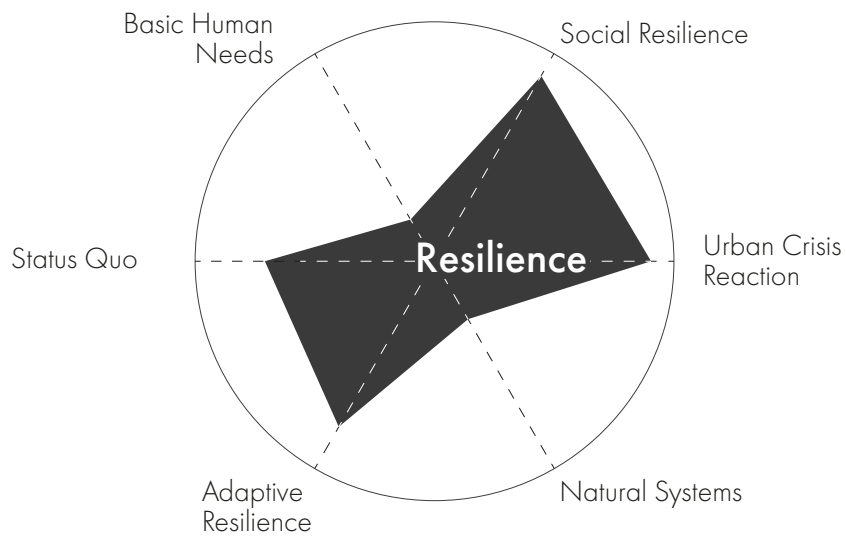 Basic Human
Needs
Social Resilience
Status Quo
Resilience
Urban Crisis
Reaction
Adaptive
Resilience
Natural Systems